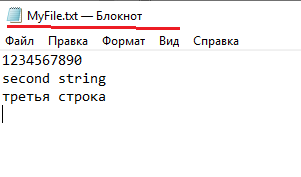 MyFile.txt — Блокнот
Файл Правка Формат Вид Справка
1234567890
second string
третья строка